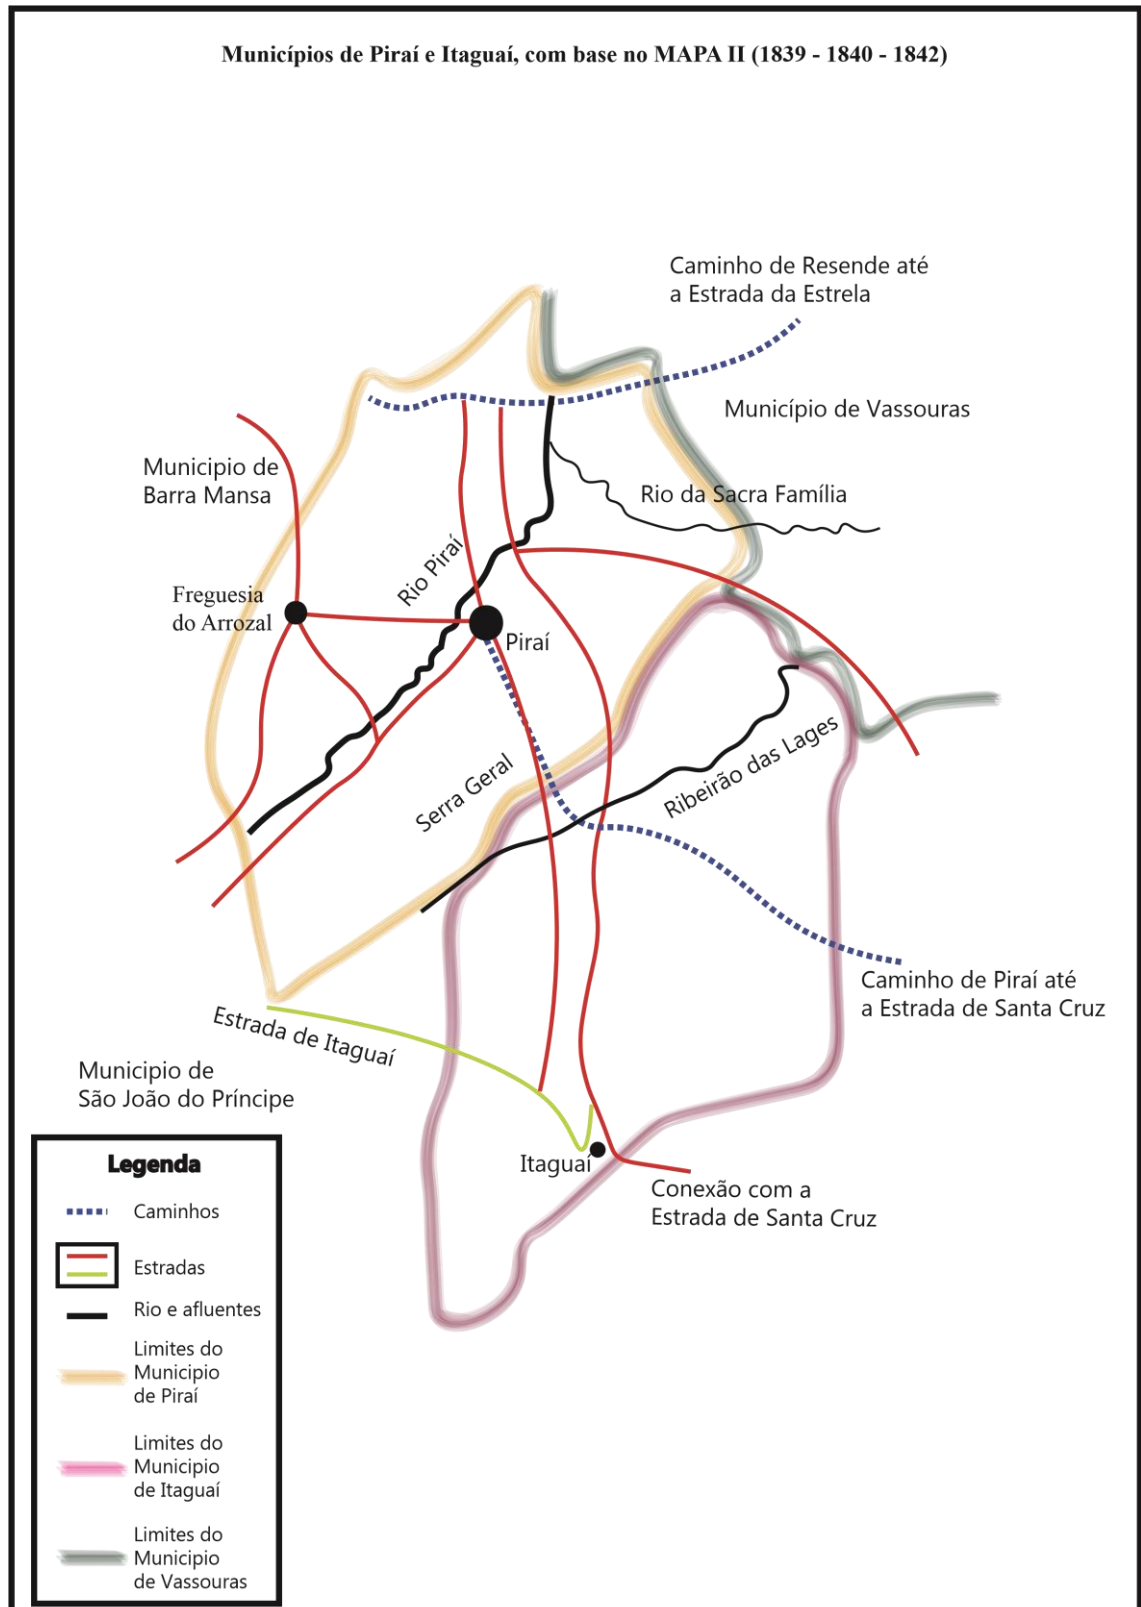 Municípios de Piraí e Itaguaí, com base no MAPA II (1839 - 1840 - 1842)
Caminho de Resende até
a Estrada da Estrela
Município de Vassouras
Municipio de
Barra Mansa
Rio da Sacra Família
Rio Piraí
Freguesia
do Arrozal
Piraí
Serra Geral
Ribeirão das Lages
Caminho de Piraí até
a Estrada de Santa Cruz
Estrada de Itaguaí
Municipio de
São João do Príncipe
Itaguaí
Conexão com a
Estrada de Santa Cruz
Legenda
Caminhos
Estradas
Rio e afluentes
Limites do
Municipio
de Piraí
Limites do
Municipio
de Itaguaí
Limites do
Municipio
de Vassouras